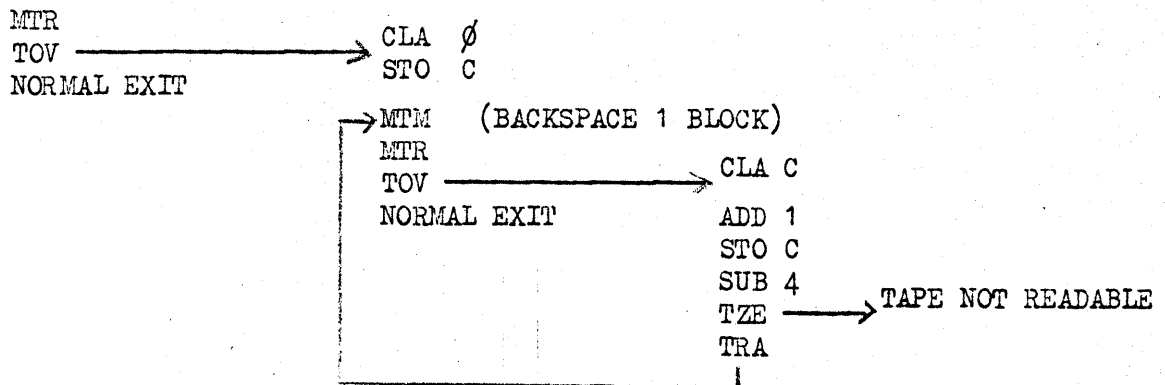 MTR
TOV
NORMAL EXIT
CLA Ø
STO C
MTM (BACKSPACE 1 BLOCK)
MTR
TOV
NORMAL EXIT
CLA C
ADD 1
STO C
SUB 4
TZE
TRA
TAPE NOT READABLE